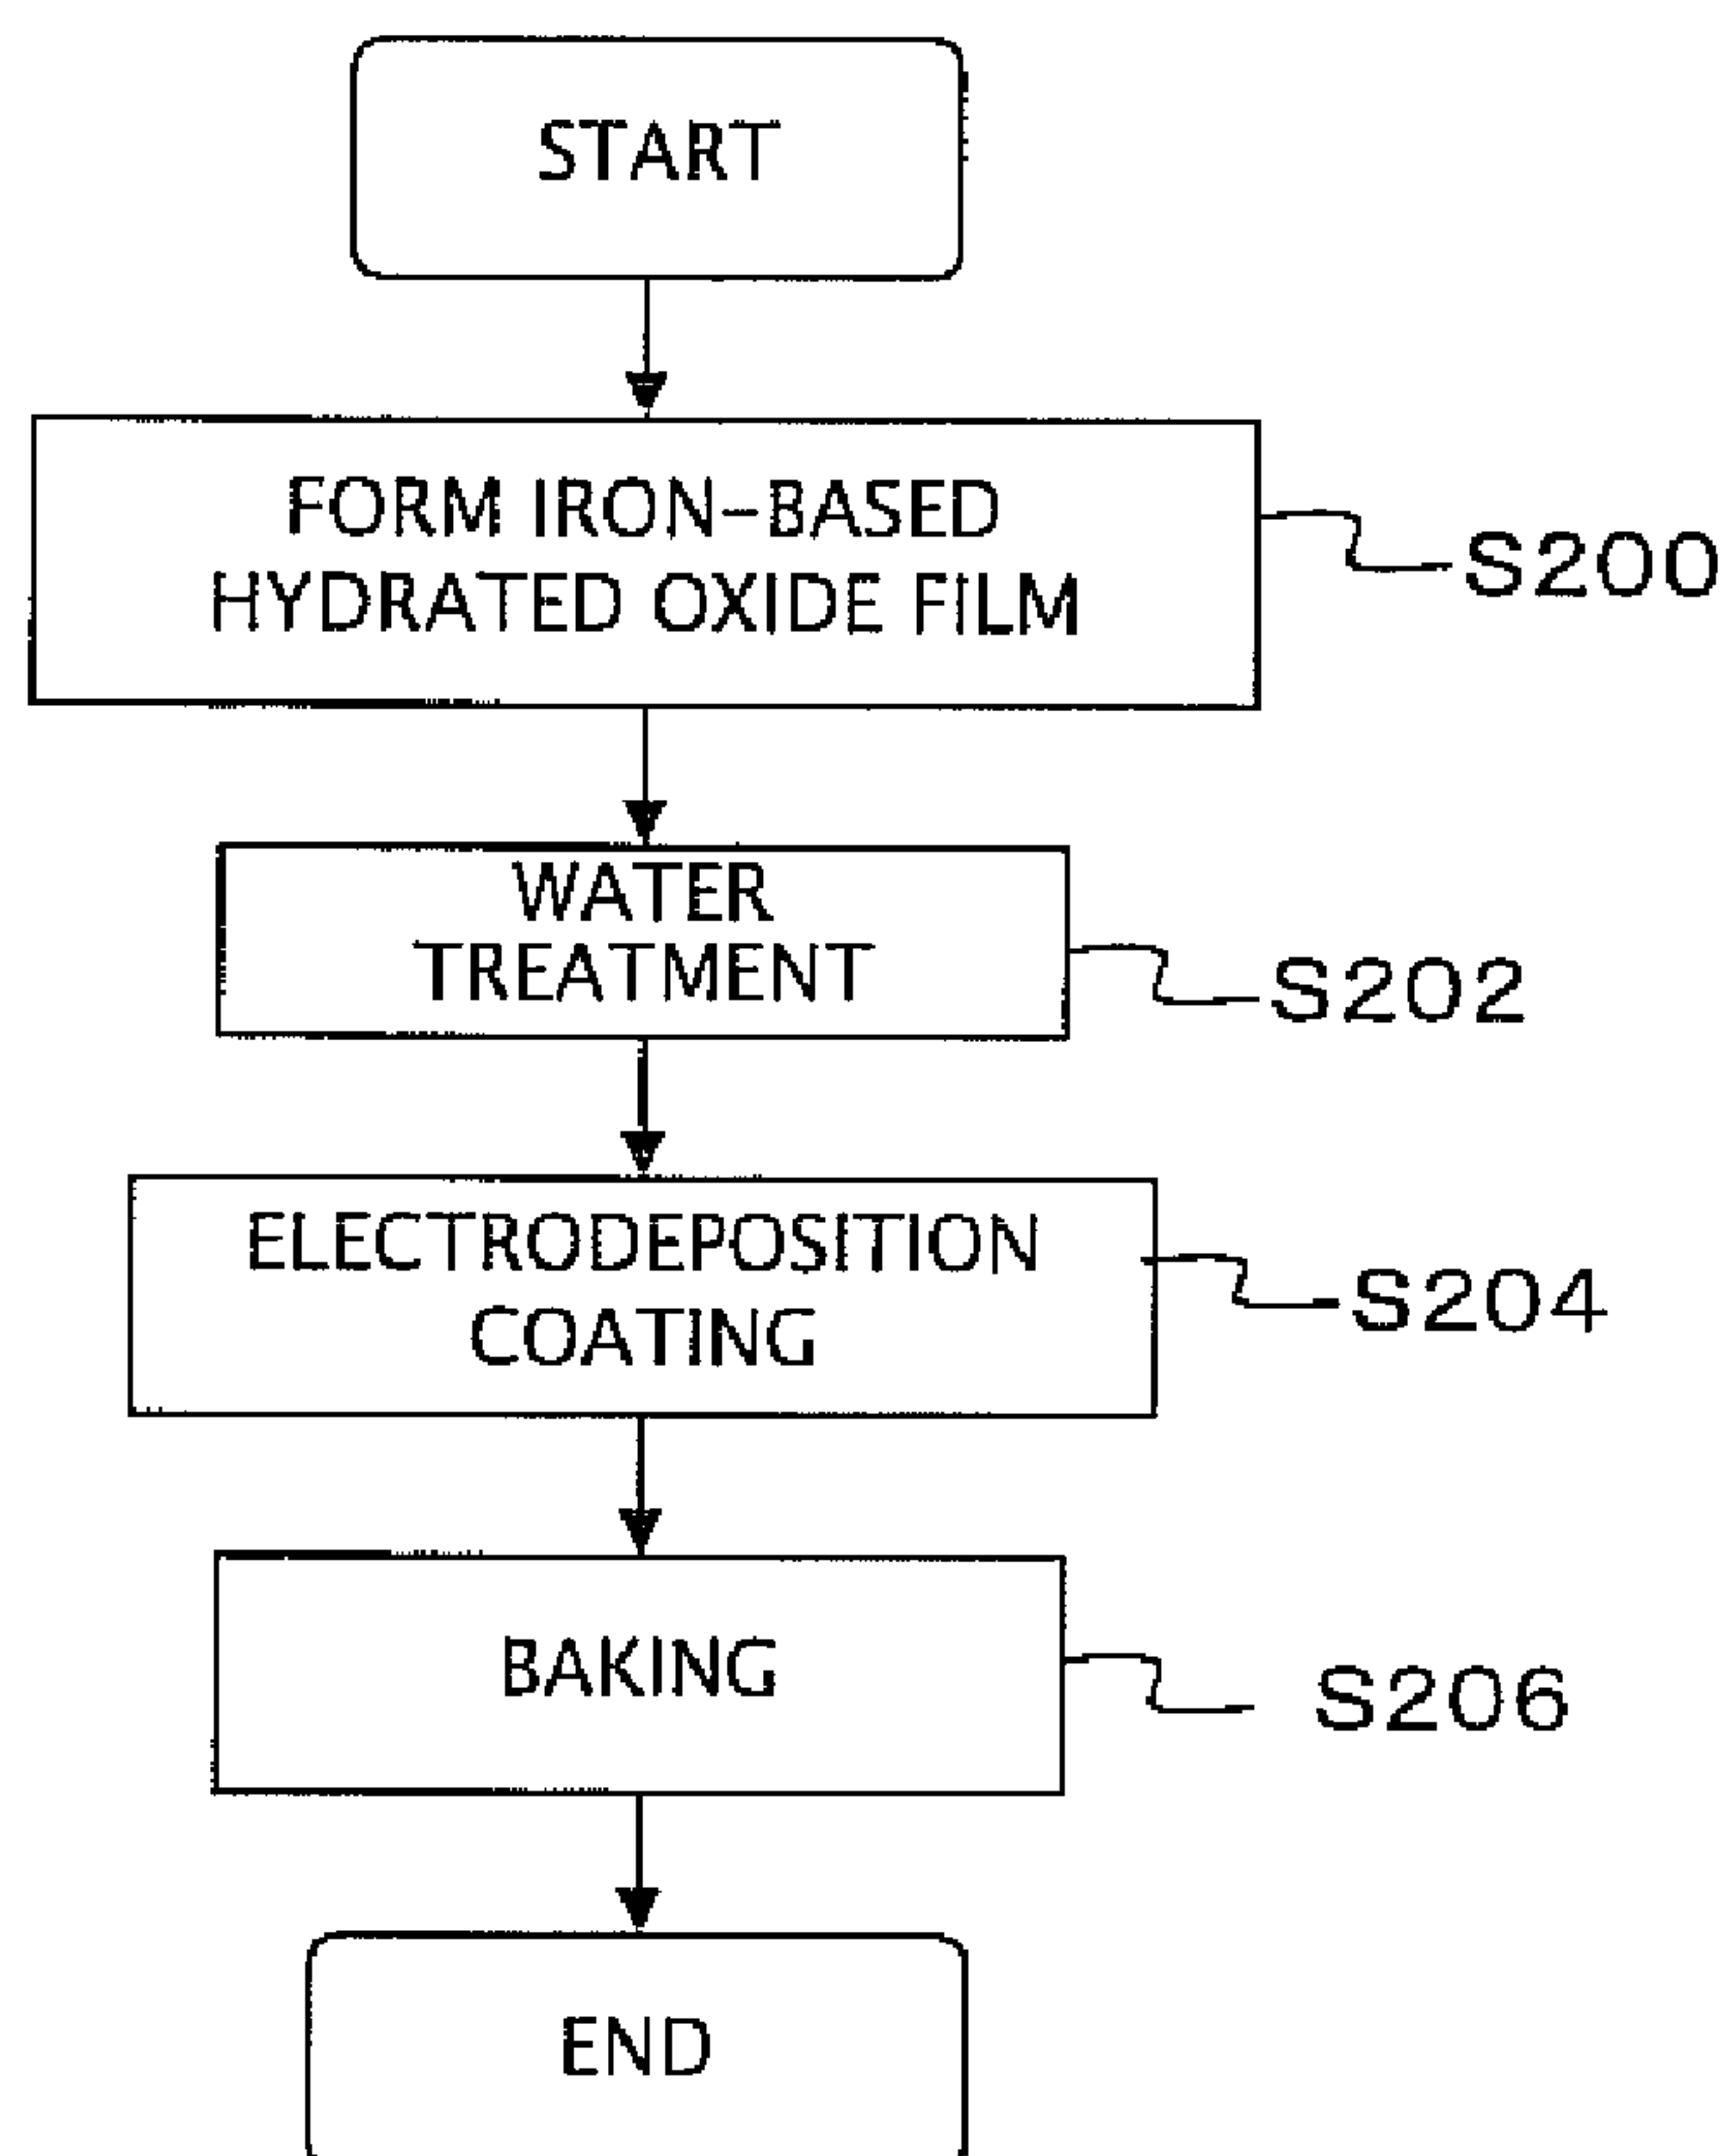 START
FORM IRON-BASED
HYDRATED OXIDE FILM
S200
WATER
TREATMENT
S202
ELECTRODEPOSITION
COATING
S204
BAKING
S206
END